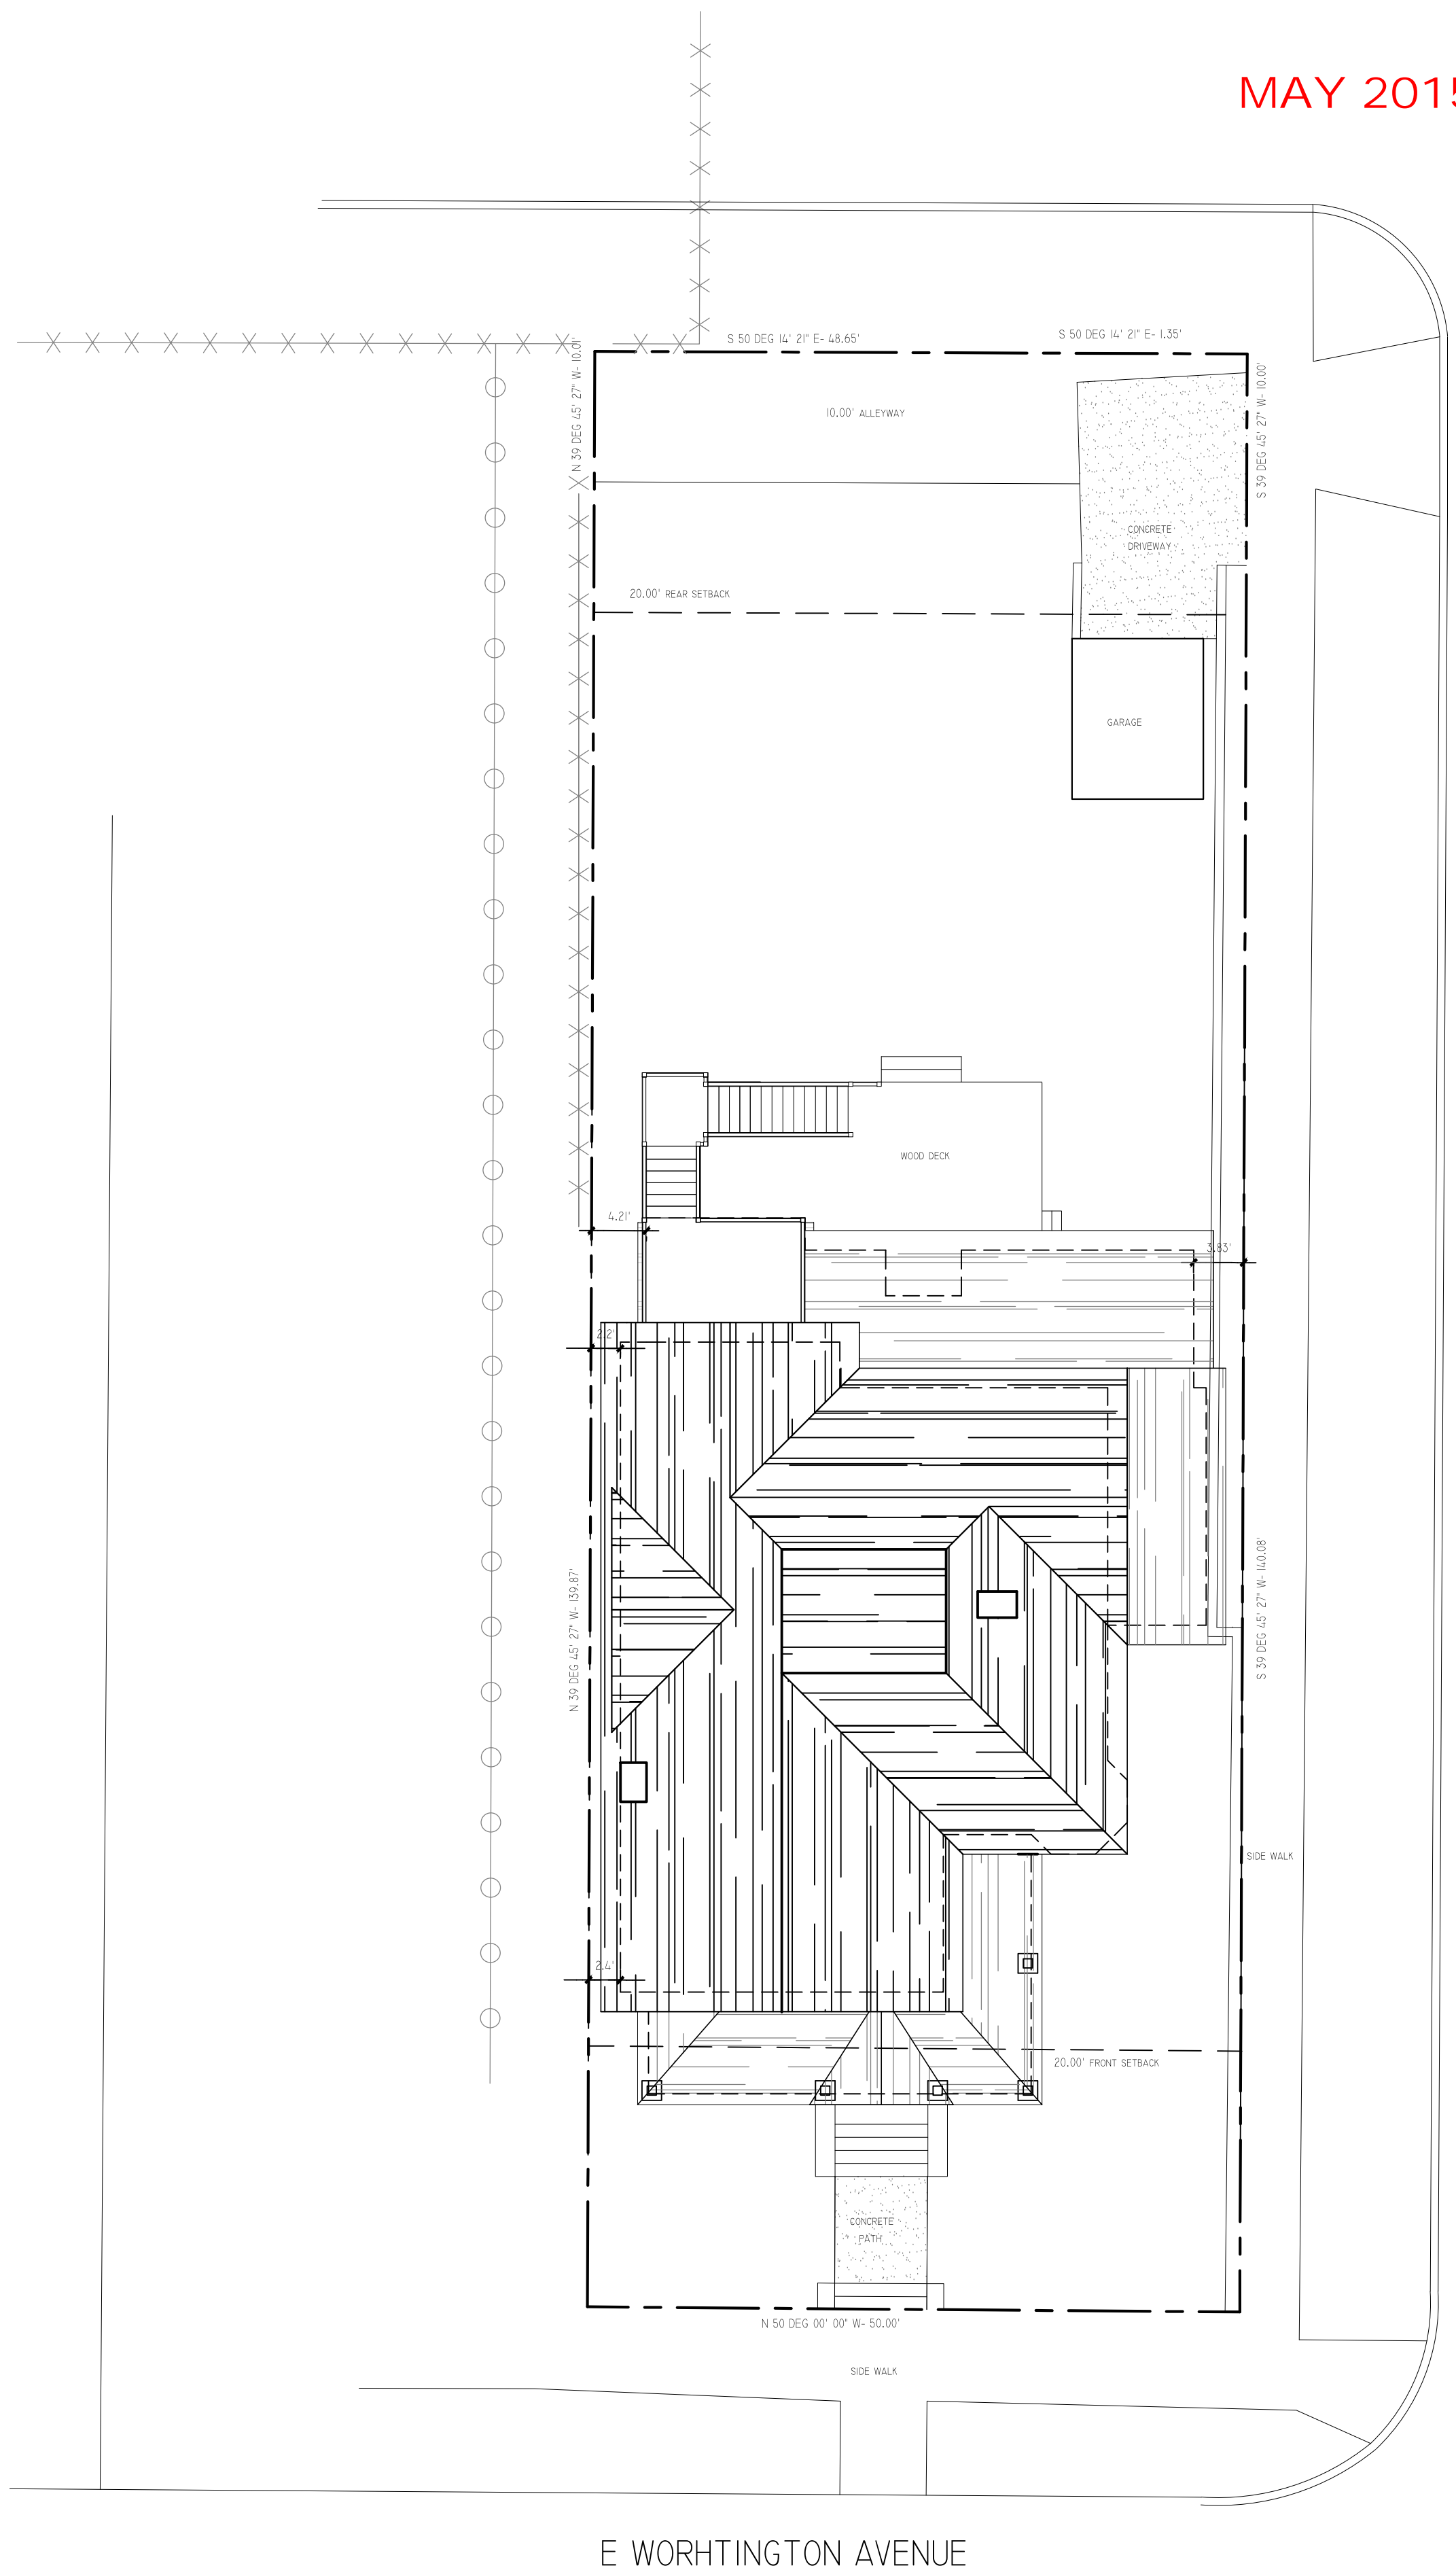 MAY 2015
S 50 DEG 14' 21" E- 48.65'
S 50 DEG 14' 21" E- 1.35'
N 39 DEG 45' 27" W- 10.01'
S 39 DEG 45' 27" W- 10.00'
10.00' ALLEYWAY
CONCRETE
DRIVEWAY
20.00' REAR SETBACK
GARAGE
WOOD DECK
4.21'
3.83'
2.2'
N 39 DEG 45' 27" W- 139.87'
S 39 DEG 45' 27" W- 140.08'
SIDE WALK
2.4'
20.00' FRONT SETBACK
CONCRETE
PATH
N 50 DEG 00' 00" W- 50.00'
SIDE WALK
E WORHTINGTON AVENUE